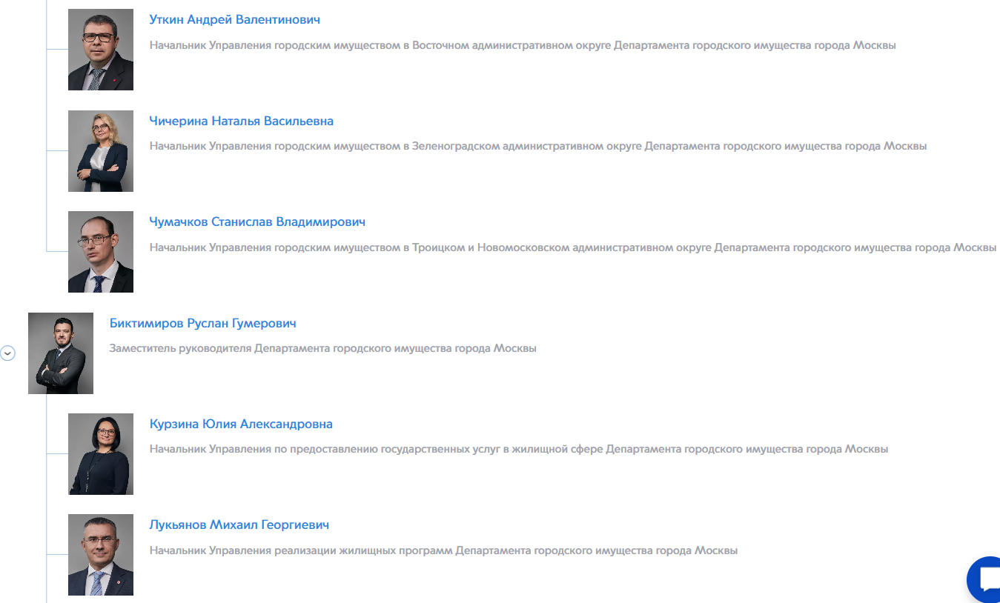 Уткин Андрей Валентинович
Начальник Управления городским имуществом в Восточном административном округе Департамента городского имущества города Москвы
Чичерина Наталья Васильевна
Начальник Управления городским имуществом в Зеленоградском административном округе Департамента городского имущества города Москвы
Чумачков Станислав Владимирович
Начальник Управления городским имуществом в Троицком и Новомосковском административном округе Департамента городского имущества города Москвы
Биктимиров Руслан Гумерович
Заместитель руководителя Департамента городского имущества города Москвы
Курзина Юлия Александровна
Начальник Управления по предоставлению государственных услуг в жилищной сфере Департамента городского имущества города Москвы
Лукьянов Михаил Георгиевич
Начальник Управления реализации жилищных программ Департамента городского имущества города Москвы